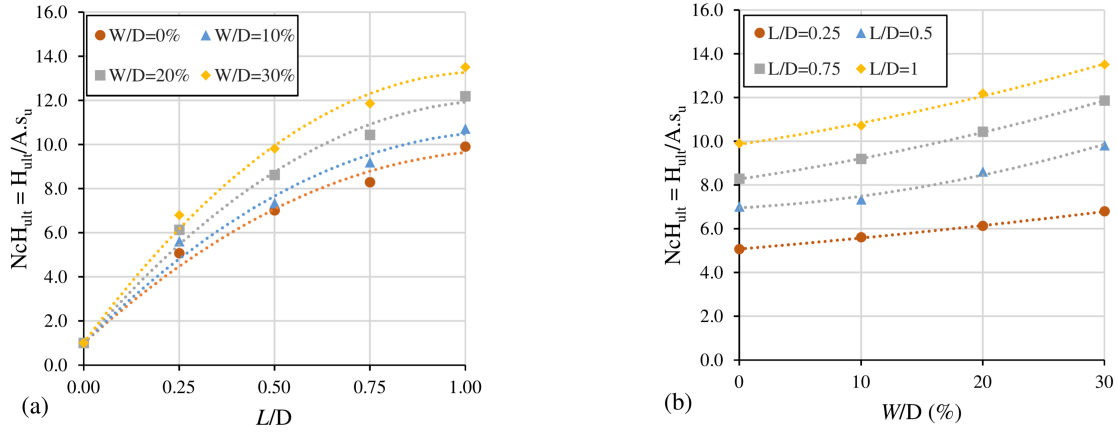 16.0
14.0
12.0
10.0
8.0
6.0
4.0
2.0
0.0
NcHult = Hult/A.su
W/D=0% W/D=10%
W/D=20% W/D=30%
0.00 0.25 0.50 0.75 1.00
(a)
L/D
16.0
14.0
12.0
10.0
8.0
6.0
4.0
2.0
0.0
NcHult = Hult/A.su
L/D=0.25 L/D=0.5
L/D=0.75 L/D=1
0 10 20 30
(b)
W/D (%)